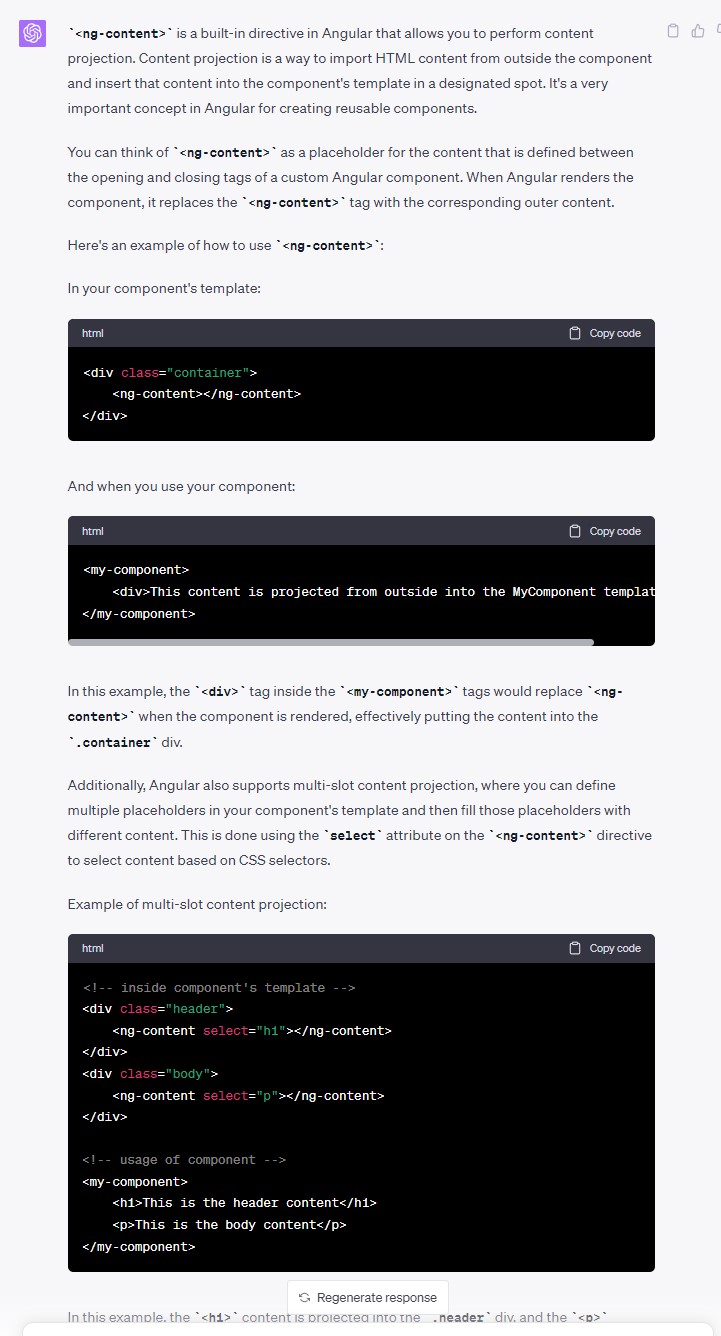 `<ng-content>` is a built-in directive in Angular that allows you to perform content
projection. Content projection is a way to import HTML content from outside the component
and insert that content into the component's template in a designated spot. It's a very
important concept in Angular for creating reusable components.
You can think of `<ng-content>` as a placeholder for the content that is defined between
the opening and closing tags of a custom Angular component. When Angular renders the
component, it replaces the `<ng-content>` tag with the corresponding outer content.
Here's an example of how to use `<ng-content>`:
In your component's template:
html Copy code
<div class="container">
    <ng-content></ng-content>
</div>
And when you use your component:
html Copy code
<my-component>
    <div>This content is projected from outside into the MyComponent templat
</my-component>
In this example, the `<div>` tag inside the `<my-component>` tags would replace `<ng-
content>` when the component is rendered, effectively putting the content into the
`.container` div.
Additionally, Angular also supports multi-slot content projection, where you can define
multiple placeholders in your component's template and then fill those placeholders with
different content. This is done using the `select` attribute on the `<ng-content>` directive
to select content based on CSS selectors.
Example of multi-slot content projection:
html Copy code
<!-- inside component's template -->
<div class="header">
    <ng-content select="h1"></ng-content>
</div>
<div class="body">
    <ng-content select="p"></ng-content>
</div>
<!-- usage of component -->
<my-component>
    <h1>This is the header content</h1>
    <p>This is the body content</p>
</my-component>
Regenerate response
In this example, the `<h1>` content is projected into the `.header` div, and the `<p>`